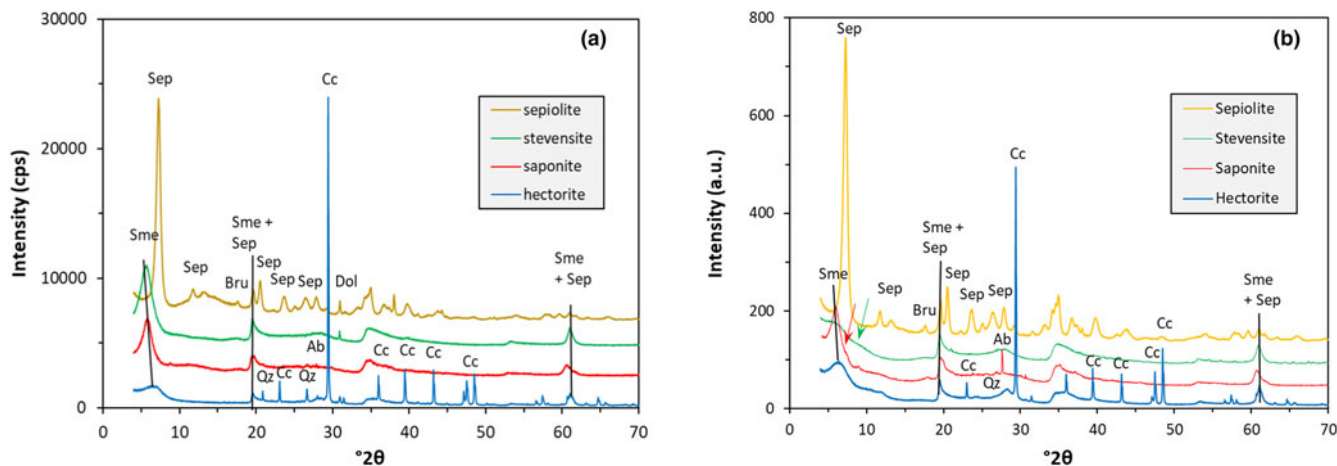 30000
(a)
Sep
Cc
sepiolite
stevensite
saponite
hectorite
20000
Intensity (cps)
Sme +
Sep
Sme
Sme
+ Sep
Sep
Bru
Sep
Sep
Sep
Dol
10000
Ab
Qz
Cc
Qz
Cc
Cc
Cc
Cc
0
0 10 20 30 40 50 60 70
°2θ
800
(b)
Sep
Sepiolite
Stevensite
Saponite
Hectorite
600
Cc
Intensity (a.u.)
400
Sme +
Sep
Sme
Sme
+ Sep
Sep
Sep
Sep
Sep
Bru
200
Cc
Ab
Cc
Cc
Qz
Cc
Cc
0
0 10 20 30 40 50 60 70
°2θ